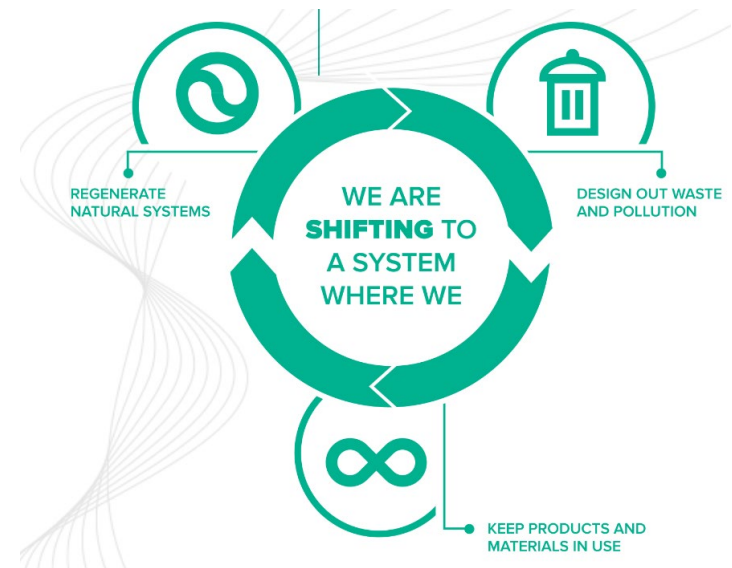 WE ARE
SHIFTING TO
A SYSTEM
WHERE WE
REGENERATE
NATURAL SYSTEMS
DESIGN OUT WASTE
AND POLLUTION
KEEP PRODUCTS AND
MATERIALS IN USE